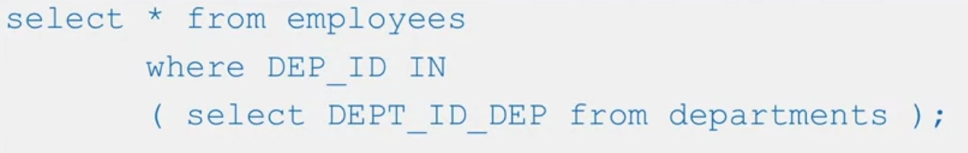 select * from employees
where DEP_ID IN
( select DEPT_ID_DEP from departments );